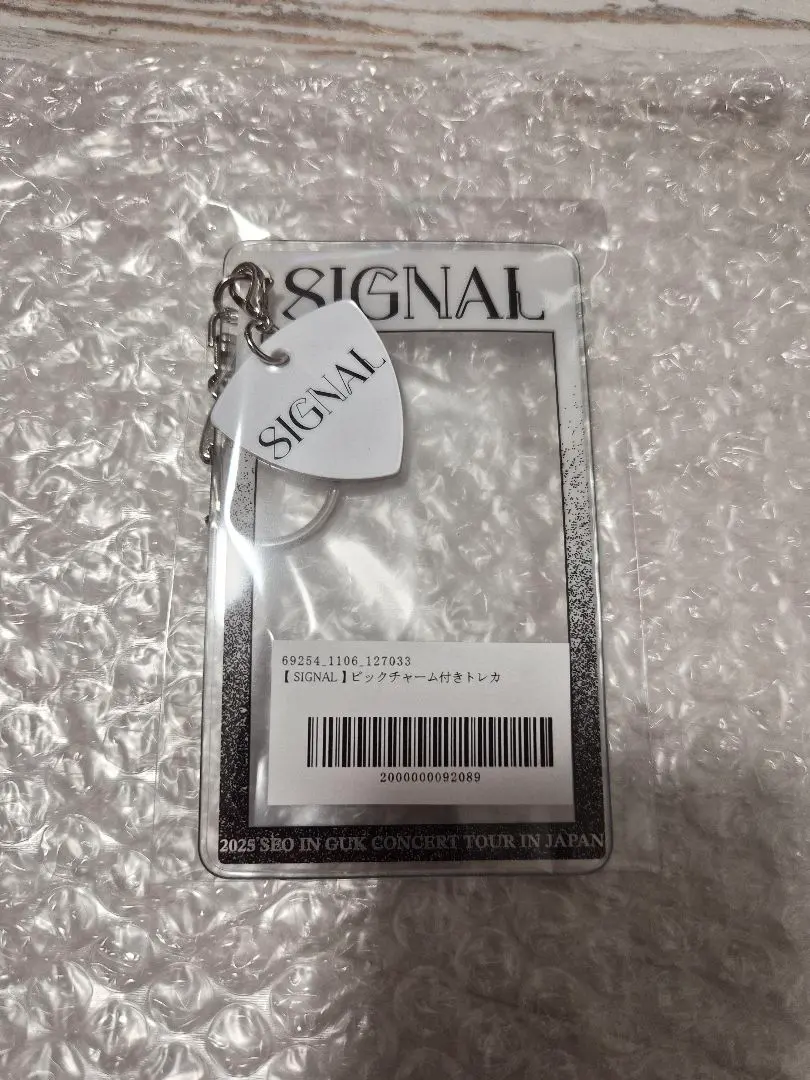 SIGNAL
SIGNAL
69254_1106_127033
【 SIGNAL 】ピックチャーム付きトレカ
2000000092089
2025 SEO IN GUK CONCERT TOUR IN JAPAN